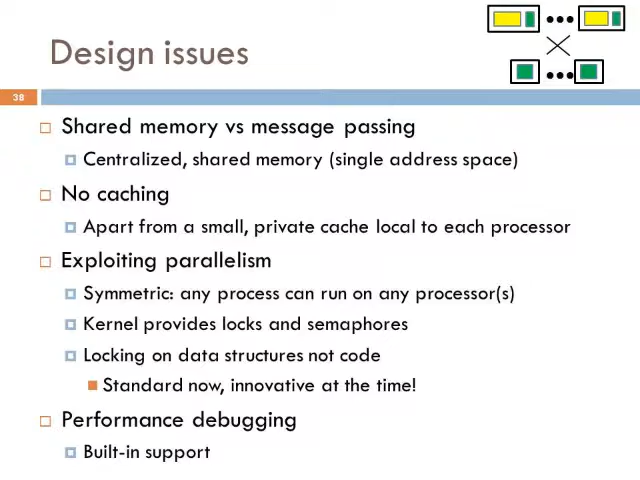 Design issues
38
Shared memory vs message passing
Centralized, shared memory (single address space)
No caching
Apart from a small, private cache local to each processor
Exploiting parallelism
Symmetric: any process can run on any processor(s)
Kernel provides locks and semaphores
Locking on data structures not code
Standard now, innovative at the time!
Performance debugging
Built-in support